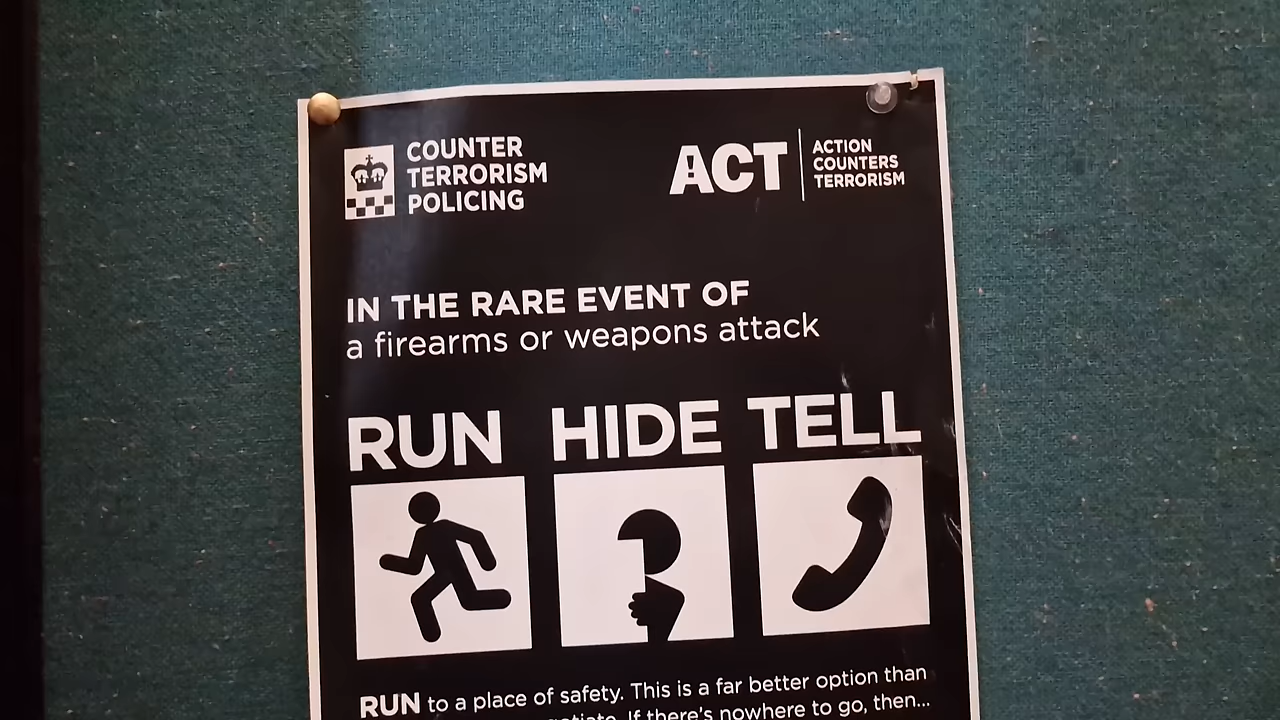 COUNTER
TERRORISM
POLICING
ACT
ACTION
COUNTERS
TERRORISM
IN THE RARE EVENT OF
a firearms or weapons attack
RUN HIDE TELL
RUN to a place of safety. This is a far better option than
If there's nowhere to go, then...